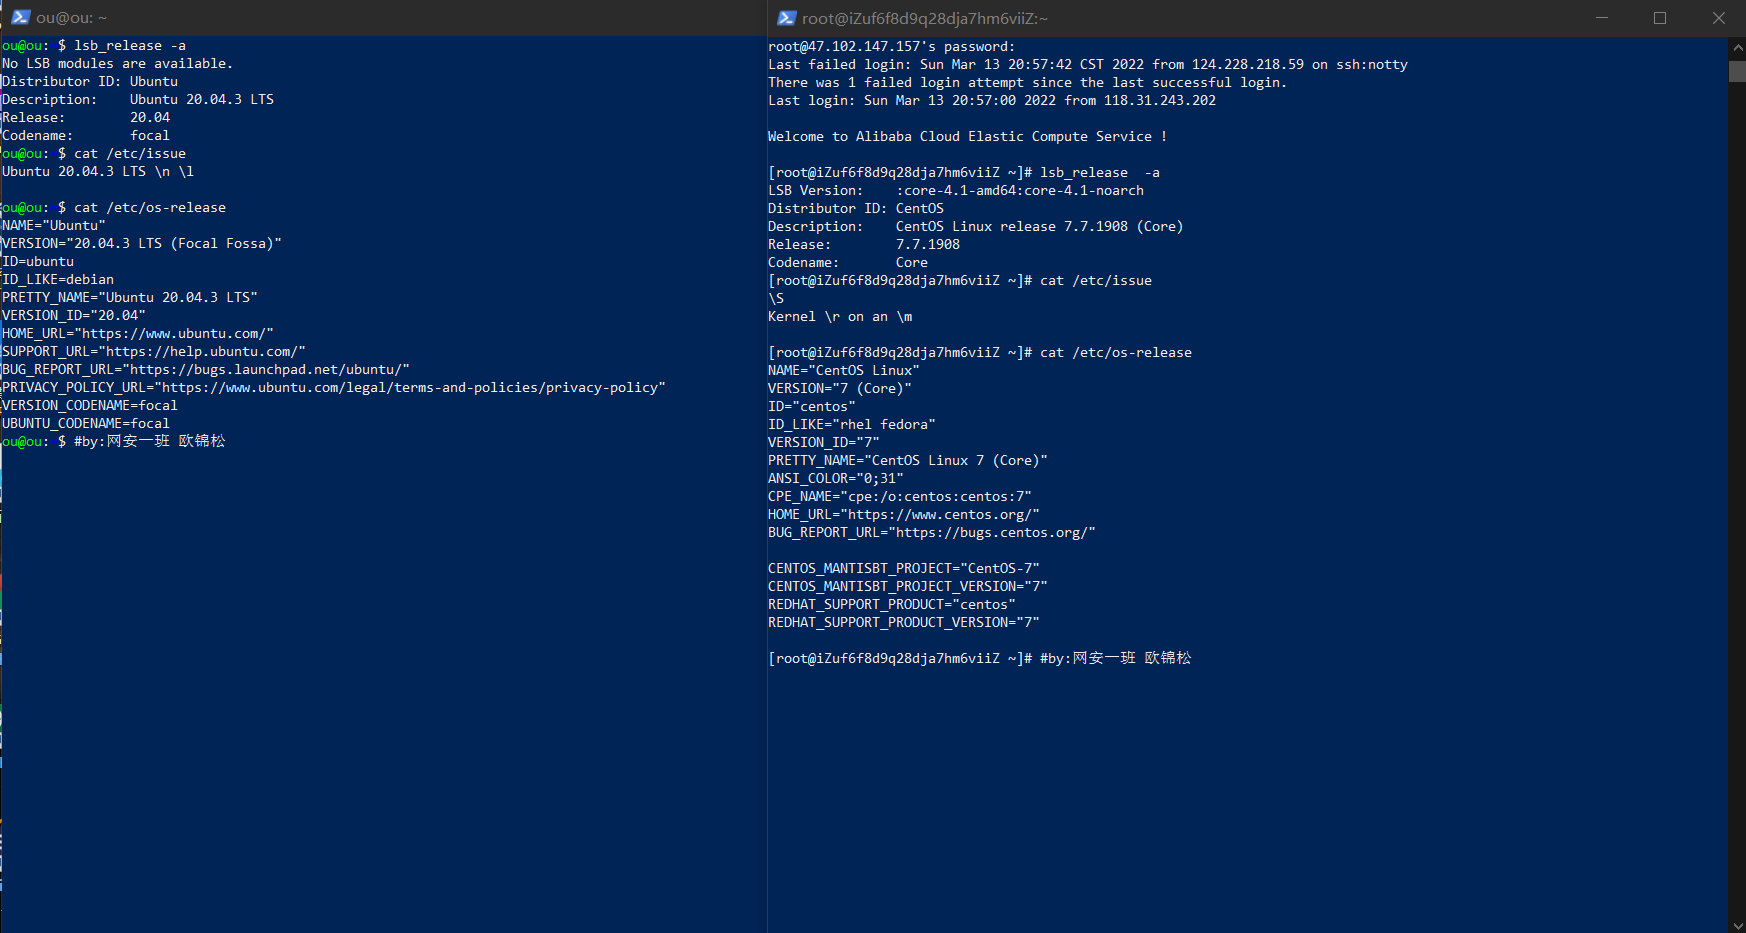 ou@ou: ~
ou@ou:~$ lsb_release -a
No LSB modules are available.
Distributor ID: Ubuntu
Description:    Ubuntu 20.04.3 LTS
Release:        20.04
Codename:       focal
ou@ou:~$ cat /etc/issue
Ubuntu 20.04.3 LTS \n \l
ou@ou:~$ cat /etc/os-release
NAME="Ubuntu"
VERSION="20.04.3 LTS (Focal Fossa)"
ID=ubuntu
ID_LIKE=debian
PRETTY_NAME="Ubuntu 20.04.3 LTS"
VERSION_ID="20.04"
HOME_URL="https://www.ubuntu.com/"
SUPPORT_URL="https://help.ubuntu.com/"
BUG_REPORT_URL="https://bugs.launchpad.net/ubuntu/"
PRIVACY_POLICY_URL="https://www.ubuntu.com/legal/terms-and-policies/privacy-policy"
VERSION_CODENAME=focal
UBUNTU_CODENAME=focal
ou@ou:~$ #by:网安一班 欧锦松
root@iZuf6f8d9q28dja7hm6viiZ:~
root@47.102.147.157's password:
Last failed login: Sun Mar 13 20:57:42 CST 2022 from 124.228.218.59 on ssh:notty
There was 1 failed login attempt since the last successful login.
Last login: Sun Mar 13 20:57:00 2022 from 118.31.243.202
Welcome to Alibaba Cloud Elastic Compute Service !
[root@iZuf6f8d9q28dja7hm6viiZ ~]# lsb_release  -a
LSB Version:    :core-4.1-amd64:core-4.1-noarch
Distributor ID: CentOS
Description:    CentOS Linux release 7.7.1908 (Core)
Release:        7.7.1908
Codename:       Core
[root@iZuf6f8d9q28dja7hm6viiZ ~]# cat /etc/issue
\S
Kernel \r on an \m
[root@iZuf6f8d9q28dja7hm6viiZ ~]# cat /etc/os-release
NAME="CentOS Linux"
VERSION="7 (Core)"
ID="centos"
ID_LIKE="rhel fedora"
VERSION_ID="7"
PRETTY_NAME="CentOS Linux 7 (Core)"
ANSI_COLOR="0;31"
CPE_NAME="cpe:/o:centos:centos:7"
HOME_URL="https://www.centos.org/"
BUG_REPORT_URL="https://bugs.centos.org/"
CENTOS_MANTISBT_PROJECT="CentOS-7"
CENTOS_MANTISBT_PROJECT_VERSION="7"
REDHAT_SUPPORT_PRODUCT="centos"
REDHAT_SUPPORT_PRODUCT_VERSION="7"
[root@iZuf6f8d9q28dja7hm6viiZ ~]# #by:网安一班 欧锦松